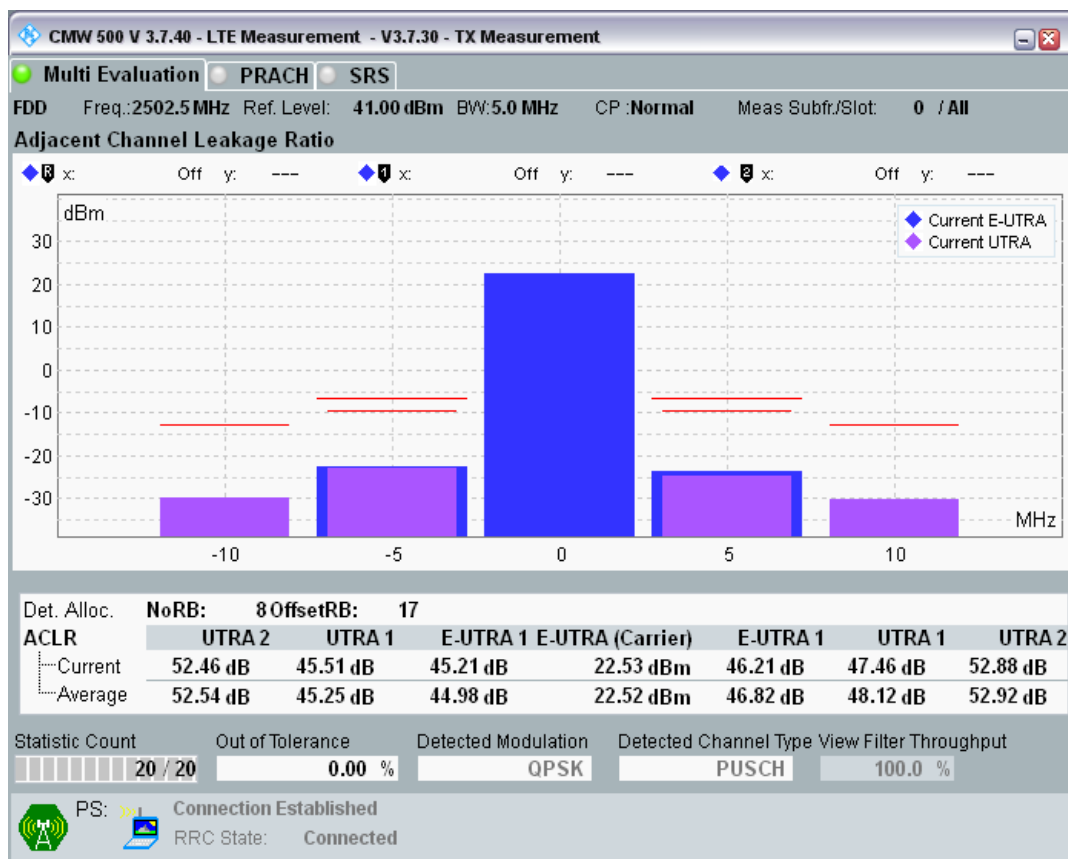 CMW 500 V 3.7.40 - LTE Measurement - V3.7.30 - TX Measurement
Multi Evaluation PRACH SRS
FDD Freq.:2502.5 MHz Ref. Level: 41.00 dBm BW:5.0 MHz CP :Normal Meas Subfr./Slot: 0 / All
Adjacent Channel Leakage Ratio
R x: Off y: --- 1 x: Off y: --- 2 x: Off y: ---
dBm
Current E-UTRA
Current UTRA
30
20
10
0
-10
-20
-30
MHz
-10 -5 0 5 10
Det. Alloc. NoRB: 8 OffsetRB: 17
ACLR UTRA 2 UTRA 1 E-UTRA 1 E-UTRA (Carrier) E-UTRA 1 UTRA 1 UTRA 2
Current 52.46 dB 45.51 dB 45.21 dB 22.53 dBm 46.21 dB 47.46 dB 52.88 dB
Average 52.54 dB 45.25 dB 44.98 dB 22.52 dBm 46.82 dB 48.12 dB 52.92 dB
Statistic Count Out of Tolerance Detected Modulation Detected Channel Type View Filter Throughput
20 / 20 0.00 % QPSK PUSCH 100.0 %
PS: Connection Established
RRC State: Connected